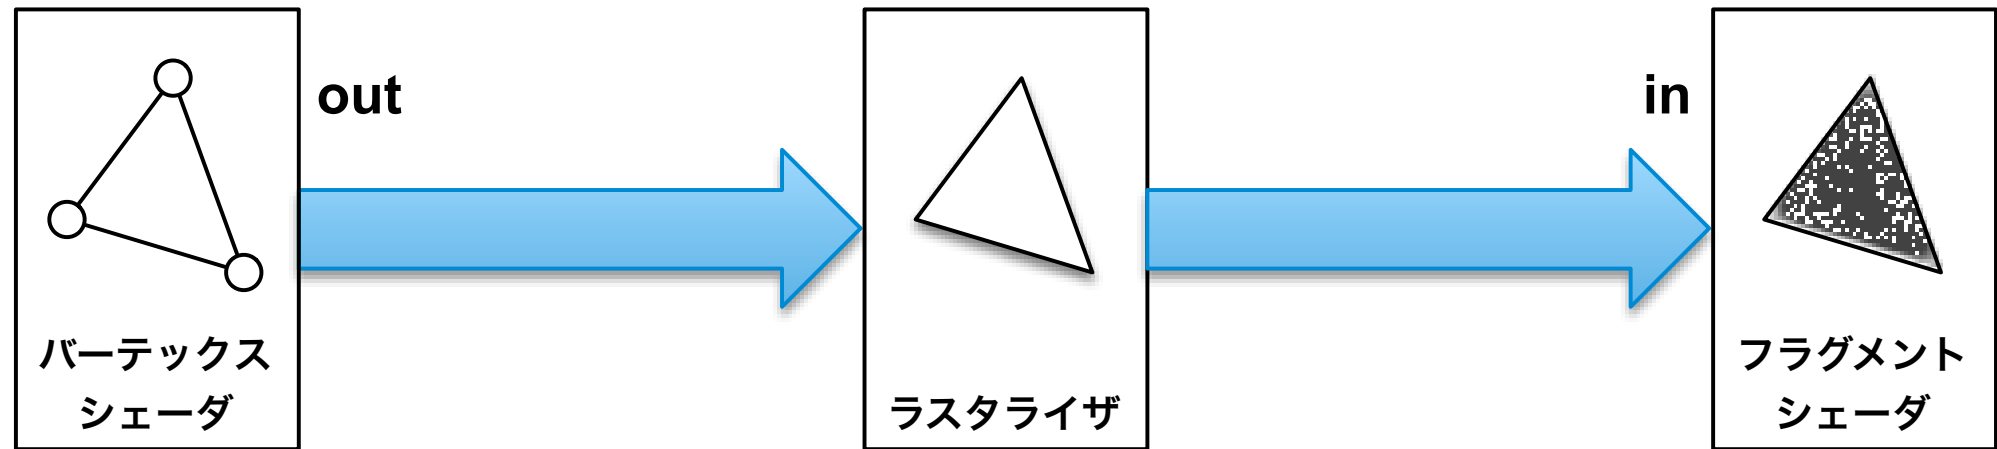 out
in
バーテックス
シェーダ
ラスタライザ
フラグメント
シェーダ